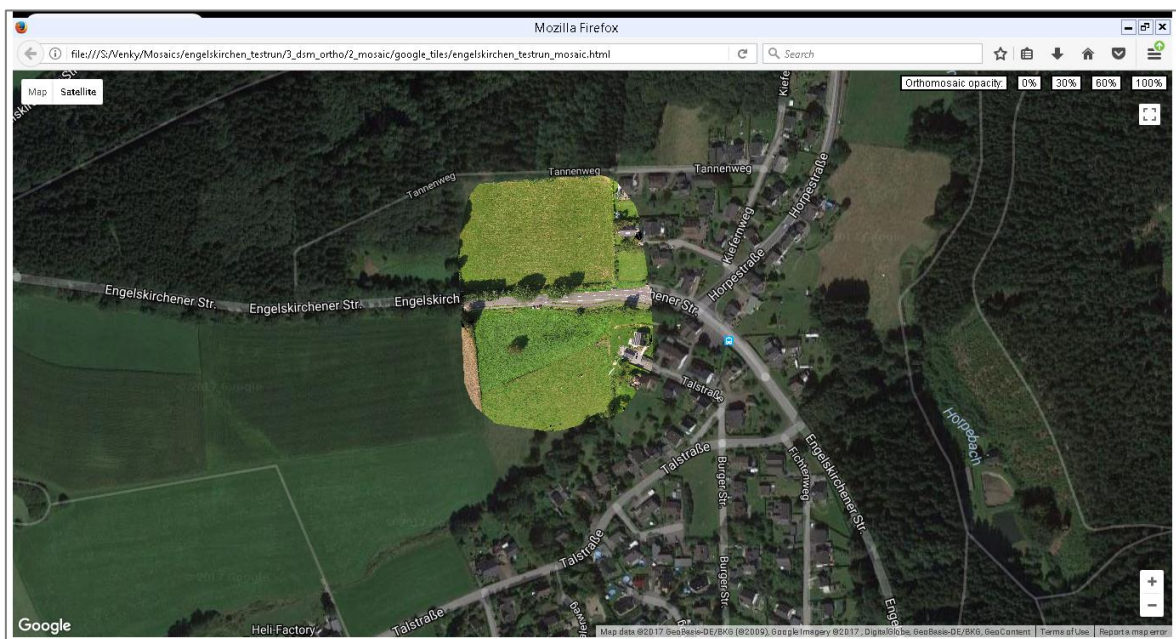 Mozilla Firefox
file:///S:/Venky/Mosaics/engelskirchen_testrun/3_dsm_ortho/2_mosaic/google_tiles/engelskirchen_testrun_mosaic.html
Search
Map Satellite
Orthomosaic opacity: 0% 30% 60% 100%
Tannenweg
Tannenweg
Tannenweg
Kiefernweg
Horpestraße
Horpestraße
Engelskirchener Str.
Engelskirchener Str.
Engelskirch
hener Str.
Talstraße
Horpebach
Talstraße
Burger Str.
Fichtenweg
Engelskirchener Str.
Talstraße
Burger Str.
Talstraße
Heli-Factory
Enge
Google
Map data ©2017 GeoBasis-DE/BKG (©2009), Google Imagery ©2017, DigitalGlobe, GeoBasis-DE/BKG, GeoContent
Terms of Use
Report a map error